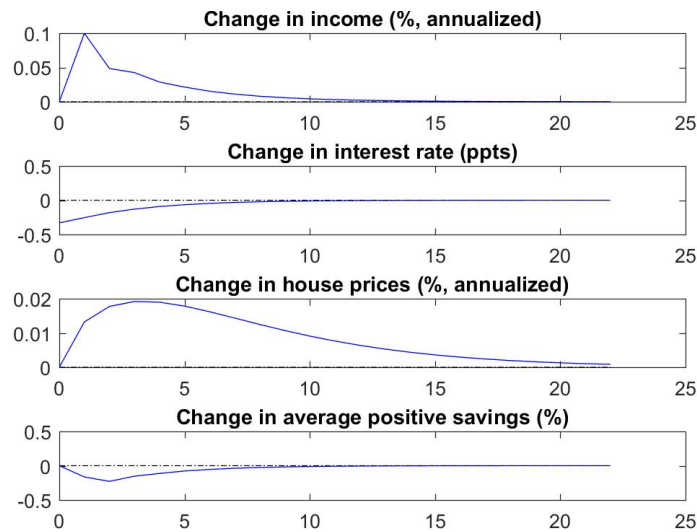 Change in income (%, annualized)
0.1
0.05
0
0 5 10 15 20 25
Change in interest rate (ppts)
0.5
0
-0.5
0 5 10 15 20 25
Change in house prices (%, annualized)
0.02
0.01
0
0 5 10 15 20 25
Change in average positive savings (%)
0.5
0
-0.5
0 5 10 15 20 25